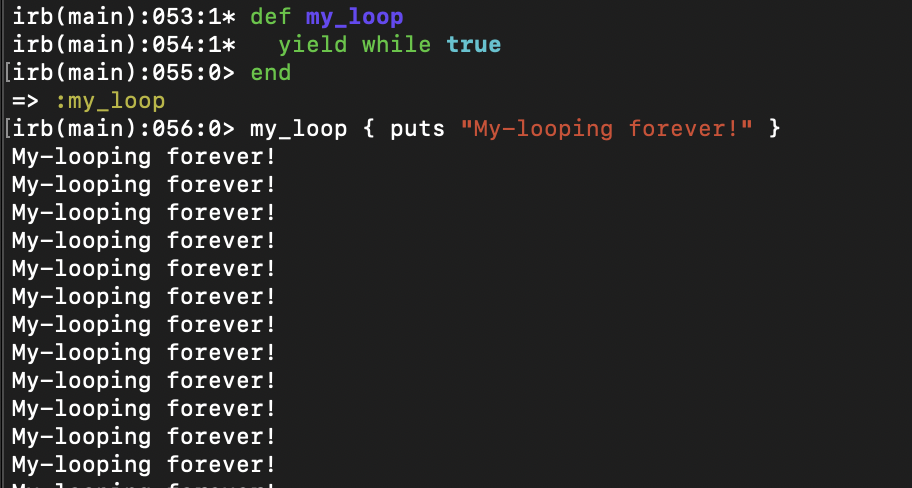 irb(main):053:1* def my_loop
irb(main):054:1*   yield while true
[irb(main):055:0> end
=> :my_loop
[irb(main):056:0> my_loop { puts "My-looping forever!" }
My-looping forever!
My-looping forever!
My-looping forever!
My-looping forever!
My-looping forever!
My-looping forever!
My-looping forever!
My-looping forever!
My-looping forever!
My-looping forever!
My-looping forever!
My-looping forever!
My-looping forever!